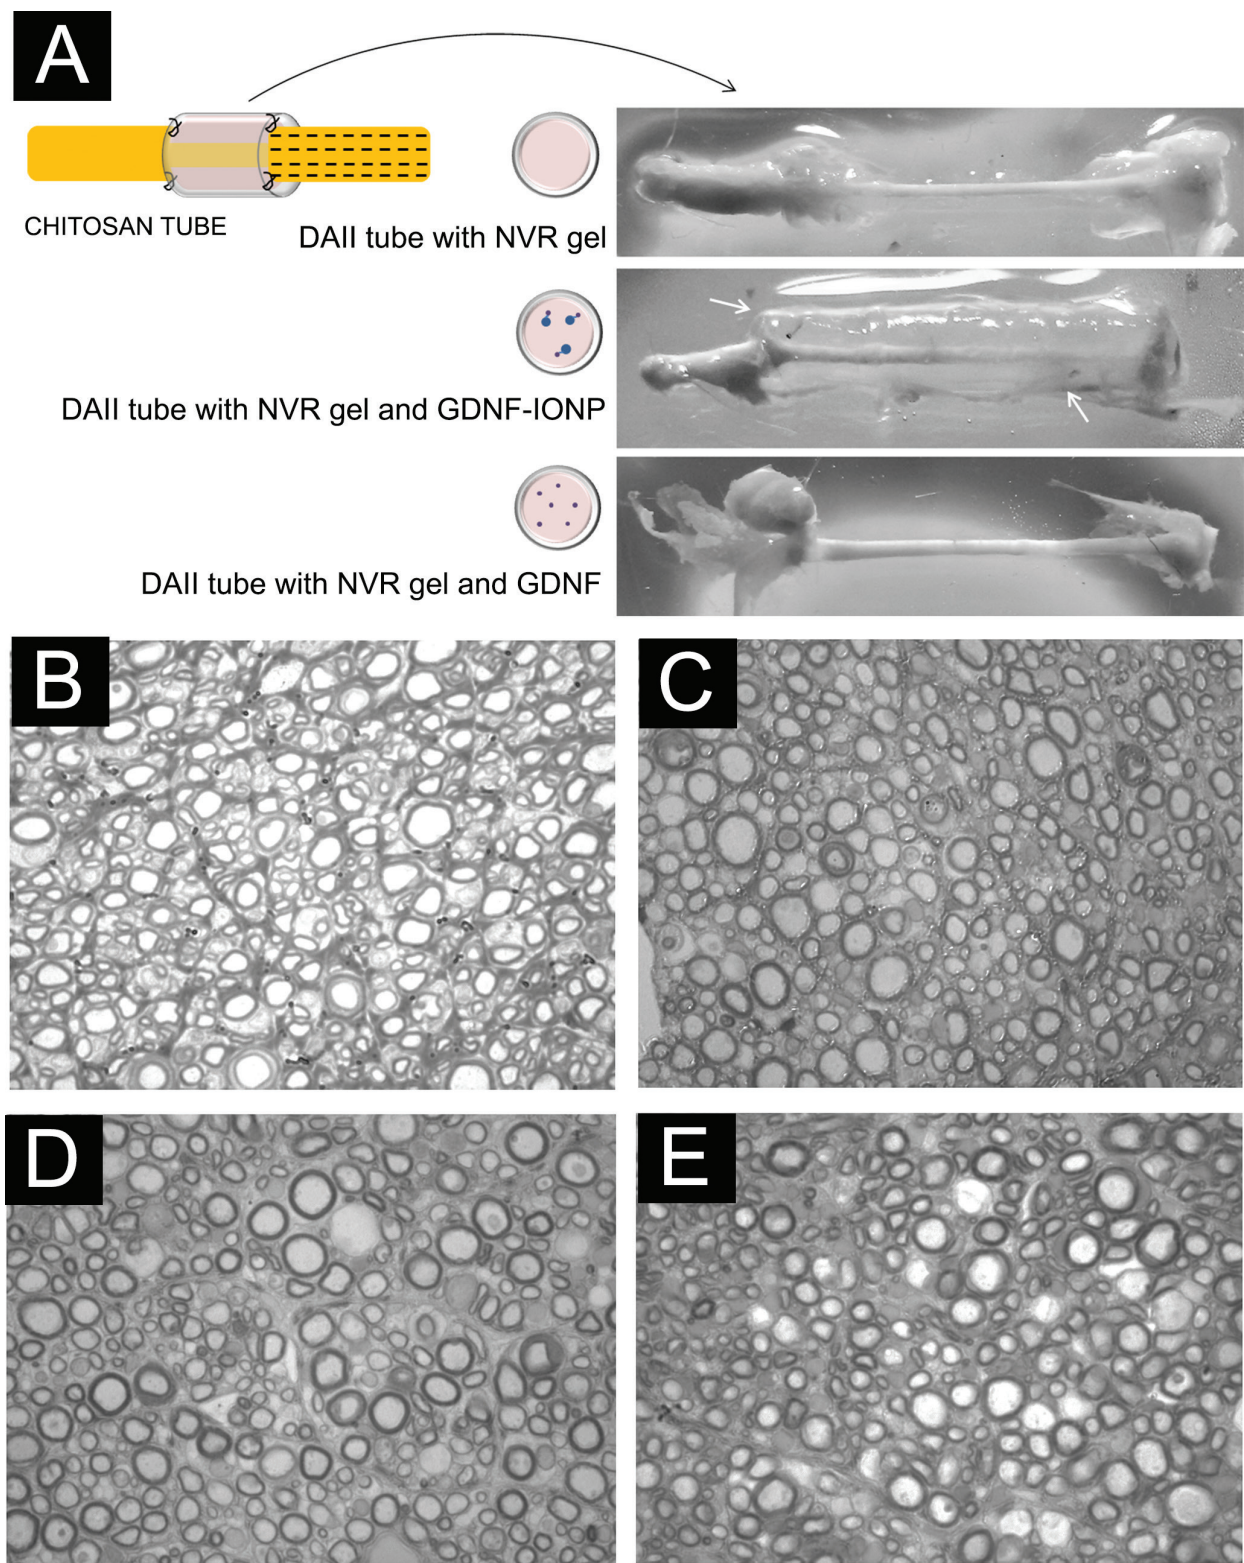 A
CHITOSAN TUBE
DAII tube with NVR gel
DAII tube with NVR gel and GDNF-IONP
DAII tube with NVR gel and GDNF
B
C
D
E